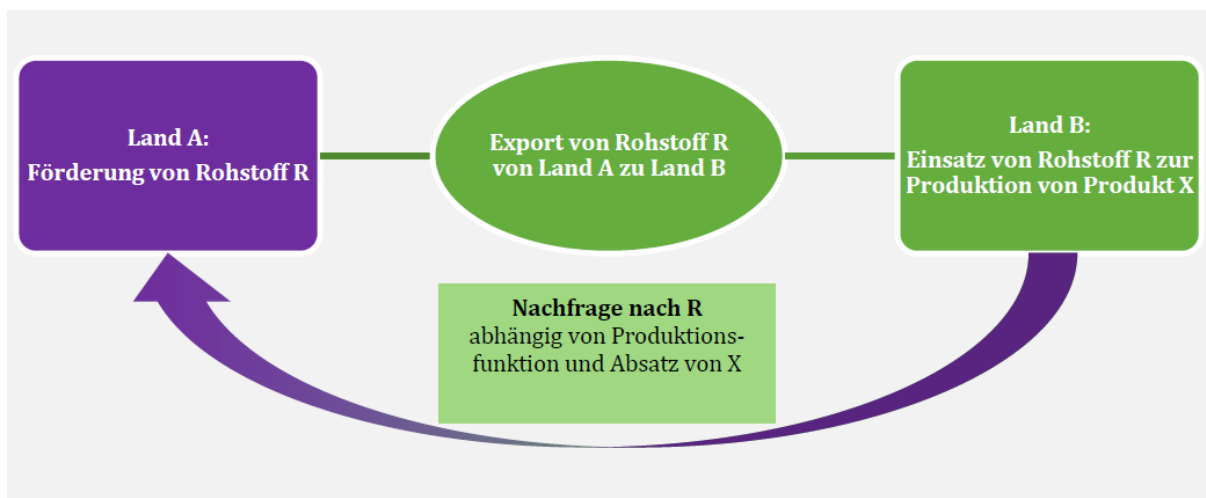 Land A:
Förderung von Rohstoff R
Export von Rohstoff R
von Land A zu Land B
Land B:
Einsatz von Rohstoff R zur
Produktion von Produkt X
Nachfrage nach R
abhängig von Produktions-
funktion und Absatz von X